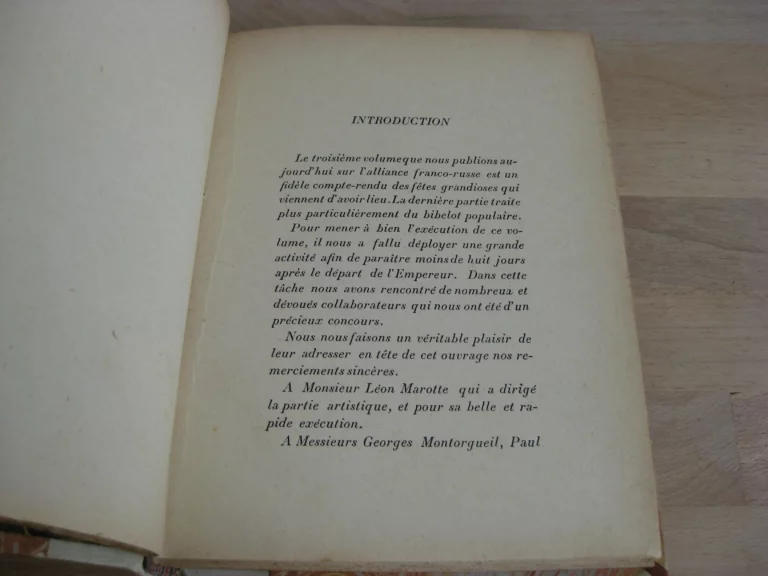 INTRODUCTION
Le troisième volume que nous publions au-
jourd'hui sur l'alliance franco-russe est un
fidèle compte-rendu des fêtes grandioses qui
viennent d'avoir lieu. La dernière partie traite
plus particulièrement du bibelot populaire.
Pour mener à bien l'exécution de ce vo-
lume, il nous a fallu déployer une grande
activité afin de paraître moins de huit jours
après le départ de l'Empereur. Dans cette
tâche nous avons rencontré de nombreux et
dévoués collaborateurs qui nous ont été d'un
précieux concours.
Nous nous faisons un véritable plaisir de
leur adresser en tête de cet ouvrage nos re-
merciements sincères.
A Monsieur Léon Marotte qui a dirigé
la partie artistique, et pour sa belle et ra-
pide exécution.
A Messieurs Georges Montorgueil, Paul